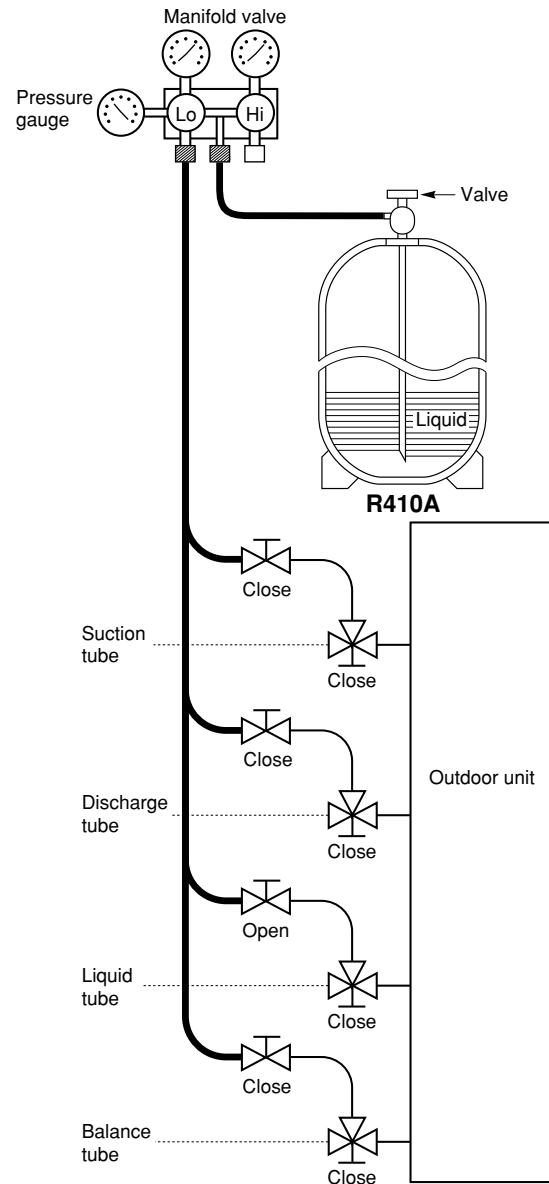 Manifold valve
Pressure
gauge
Lo
Hi
Valve
Liquid
R410A
Close
Suction
tube
Close
Close
Discharge
tube
Close
Outdoor unit
Open
Liquid
tube
Close
Close
Balance
tube
Close